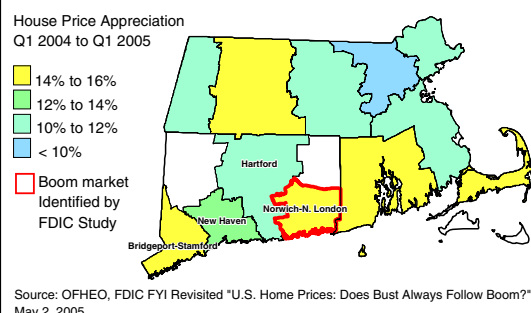 House Price Appreciation
Q1 2004 to Q1 2005
14% to 16%
12% to 14%
10% to 12%
< 10%
Boom market
Identified by
FDIC Study
Hartford
Norwich-N. London
New Haven
Bridgeport-Stamford
Source: OFHEO, FDIC FYI Revisited "U.S. Home Prices: Does Bust Always Follow Boom?"
May 2, 2005